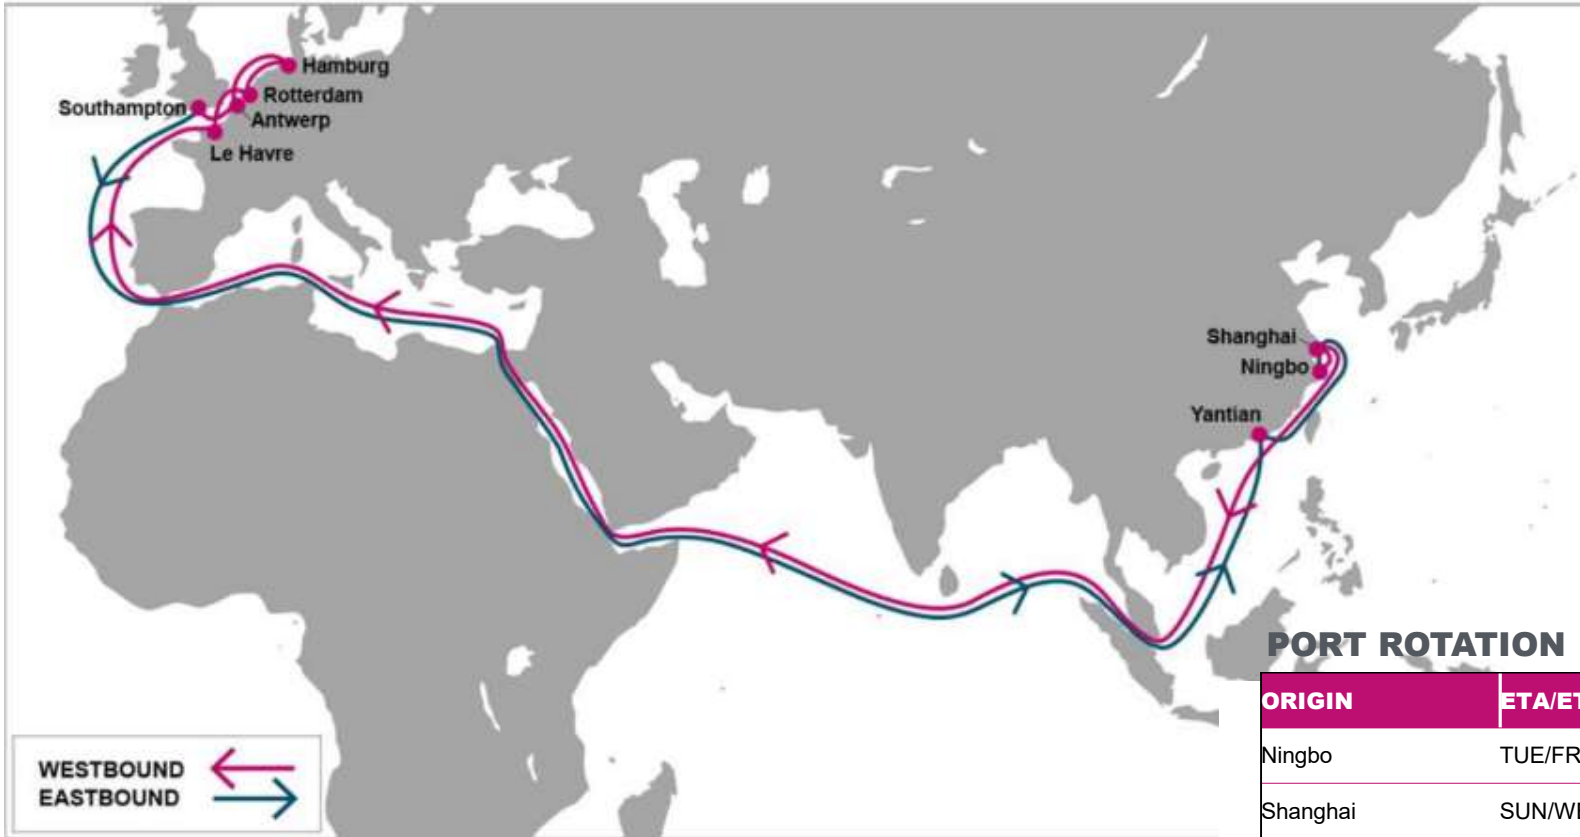 Hamburg
Rotterdam
Southampton
Antwerp
Le Havre
Shanghai
Ningbo
Yantian
PORT ROTATION
ORIGIN
Ningbo
Shanghai
WESTBOUND
EASTBOUND